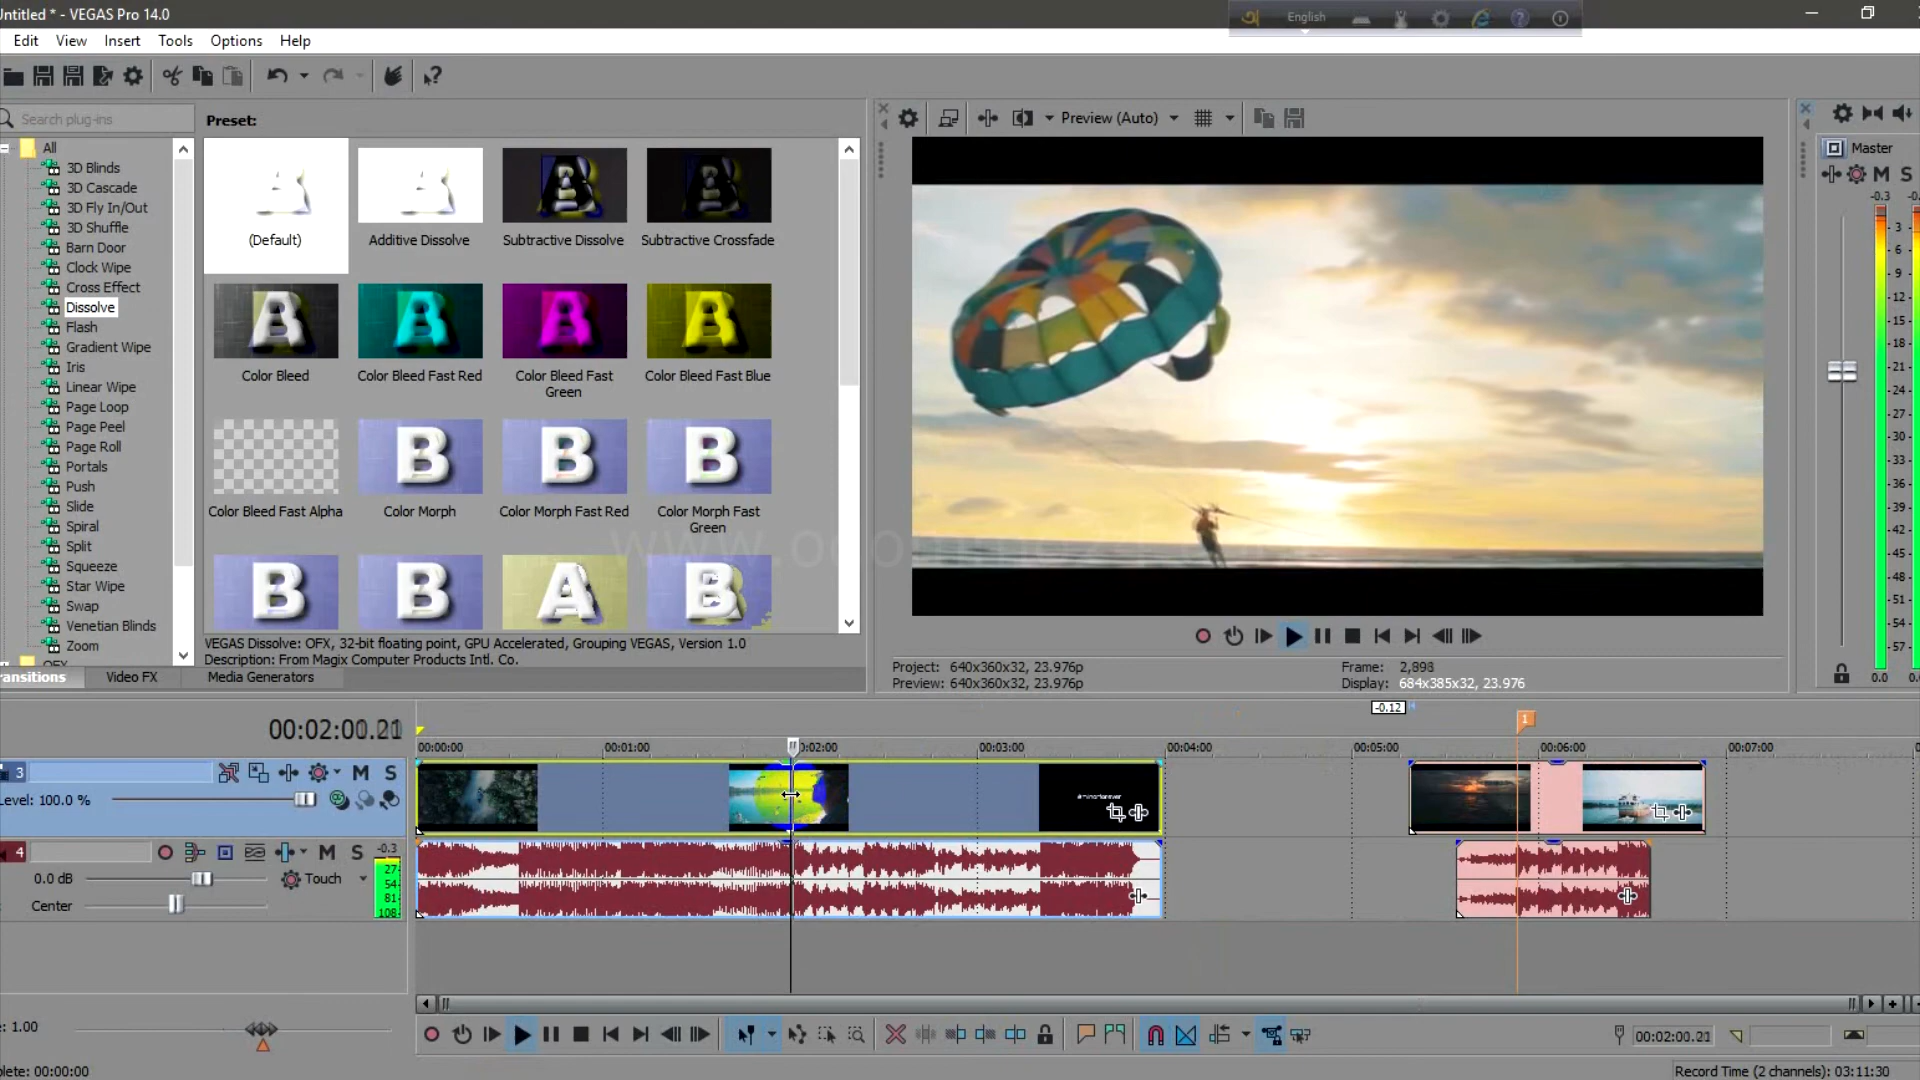 Untitled * - VEGAS Pro 14.0
English
Edit View Insert Tools Options Help
Search plug-ins
Preset:
Preview (Auto)
All
3D Blinds
3D Cascade
3D Fly In/Out
3D Shuffle
Barn Door
Clock Wipe
Cross Effect
Dissolve
Flash
Gradient Wipe
Iris
Linear Wipe
Page Loop
Page Peel
Page Roll
Portals
Push
Slide
Spiral
Split
Squeeze
Star Wipe
Swap
Venetian Blinds
Zoom
OFX
(Default) Additive Dissolve Subtractive Dissolve Subtractive Crossfade
Color Bleed Color Bleed Fast Red Color Bleed Fast Green Color Bleed Fast Blue
Color Bleed Fast Alpha Color Morph Color Morph Fast Red Color Morph Fast Green
VEGAS Dissolve: OFX, 32-bit floating point, GPU Accelerated, Grouping VEGAS, Version 1.0
Description: From Magix Computer Products Intl. Co.
ransitions Video FX Media Generators
Project: 640x360x32, 23.976p
Preview: 640x360x32, 23.976p
Frame: 2,898
Display: 684x385x32, 23.976
Master
M S
-0.3 -0.
3
6
9
-12
-15
-18
-21
-24
-27
-30
-33
-36
-39
-42
-45
-48
-51
-54
-57
0.0 0.
-0.12
1
00:02:00.21
00:00:00 00:01:00 00:02:00 00:03:00 00:04:00 00:05:00 00:06:00 00:07:00 00
3 M S
Level: 100.0 %
4 M S -0.3
0.0 dB Touch
Center
27
54
81
108
: 1.00
00:02:00.21
lete: 00:00:00
Record Time (2 channels): 03:11:30